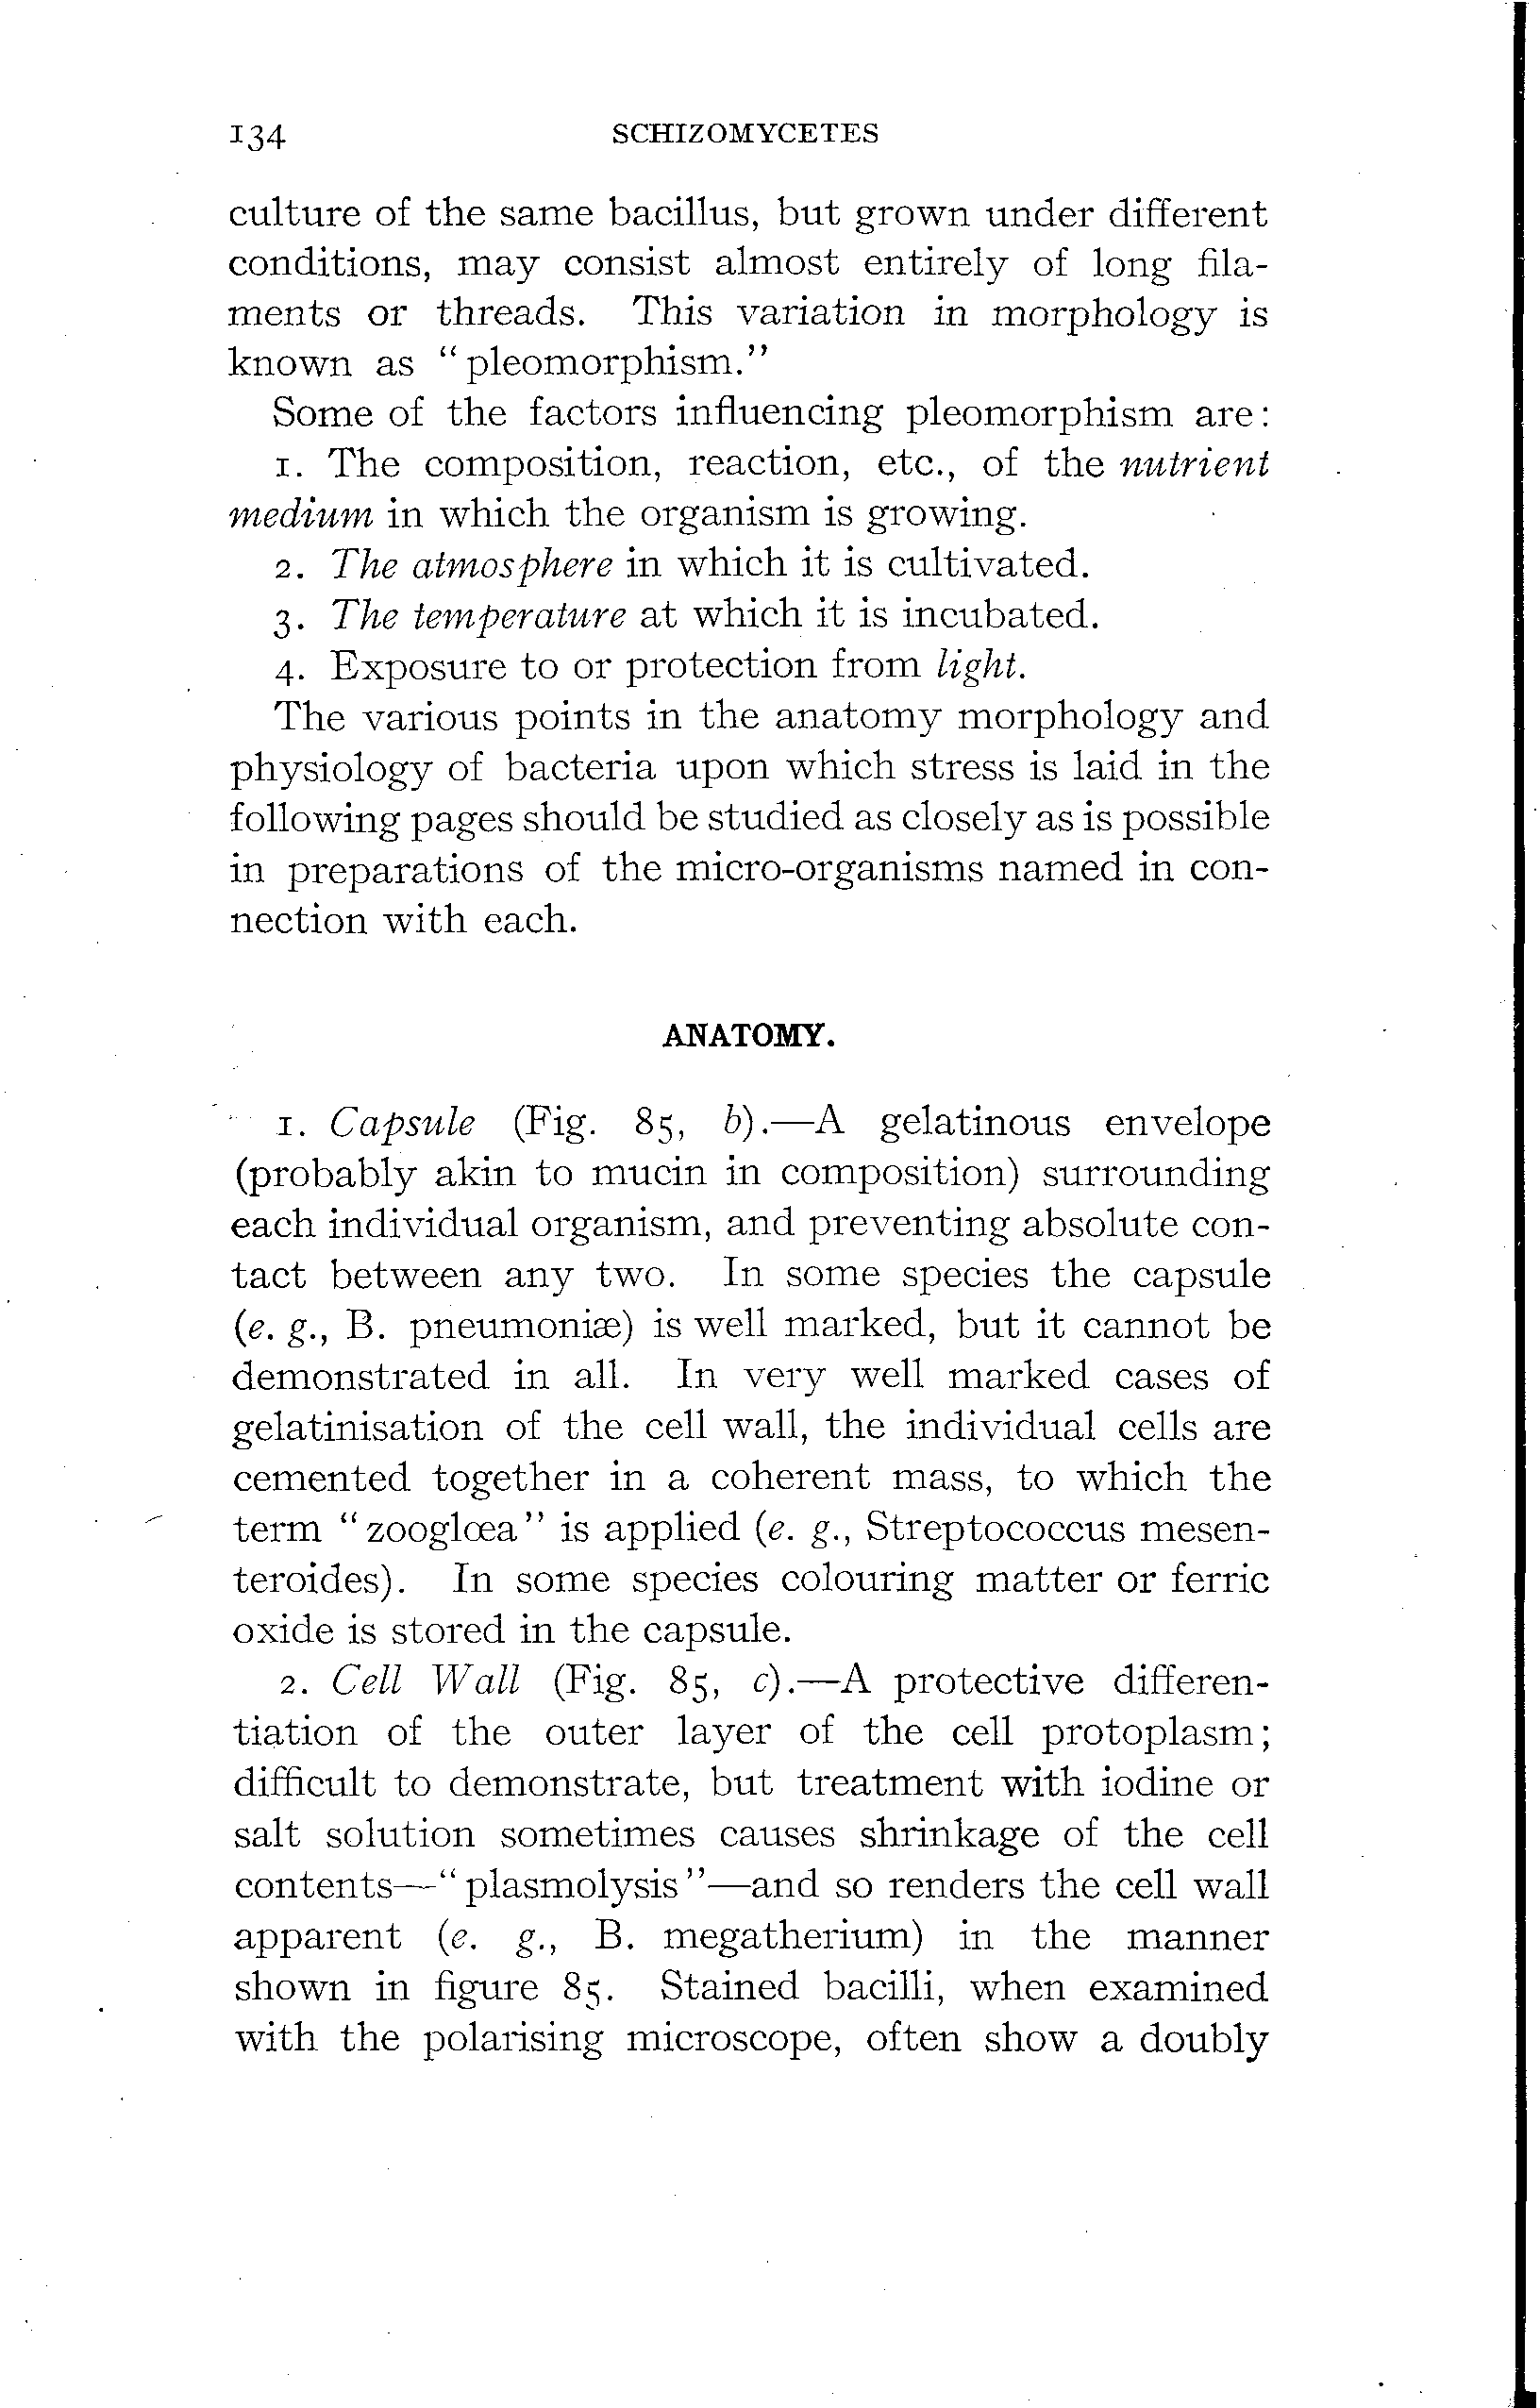 134 SCHIZOMYCETES
culture of the same bacillus, but grown under different
conditions, may consist almost entirely of long fila-
ments or threads. This variation in morphology is
known as “pleomorphism.”
Some of the factors influencing pleomorphism are:
1. The composition, reaction, etc., of the nutrient
medium in which the organism is growing.
2. The atmosphere in which it is cultivated.
3. The temperature at which it is incubated.
4. Exposure to or protection from light.
The various points in the anatomy morphology and
physiology of bacteria upon which stress is laid in the
following pages should be studied as closely as is possible
in preparations of the micro-organisms named in con-
nection with each.
ANATOMY.
1. Capsule (Fig. 85, b).—A gelatinous envelope
(probably akin to mucin in composition) surrounding
each individual organism, and preventing absolute con-
tact between any two. In some species the capsule
(e. g., B. pneumoniæ) is well marked, but it cannot be
demonstrated in all. In very well marked cases of
gelatinisation of the cell wall, the individual cells are
cemented together in a coherent mass, to which the
term “zooglœa” is applied (e. g., Streptococcus mesen-
teroides). In some species colouring matter or ferric
oxide is stored in the capsule.
2. Cell Wall (Fig. 85, c).—A protective differen-
tiation of the outer layer of the cell protoplasm;
difficult to demonstrate, but treatment with iodine or
salt solution sometimes causes shrinkage of the cell
contents—“plasmolysis”—and so renders the cell wall
apparent (e. g., B. megatherium) in the manner
shown in figure 85. Stained bacilli, when examined
with the polarising microscope, often show a doubly